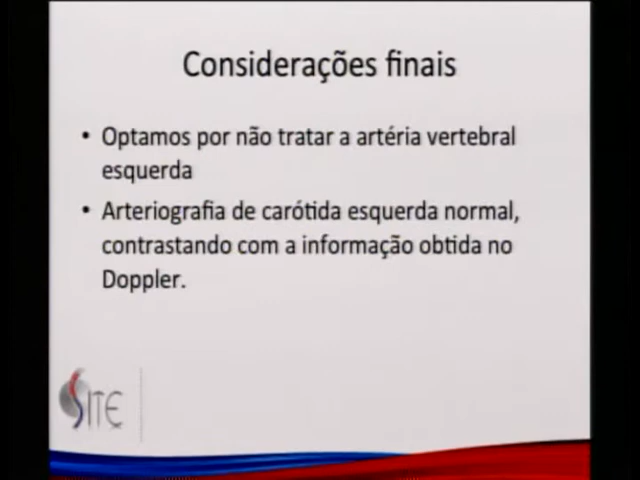 Considerações finais
• Optamos por não tratar a artéria vertebral
esquerda
• Arteriografia de carótida esquerda normal,
contrastando com a informação obtida no
Doppler.
SITE